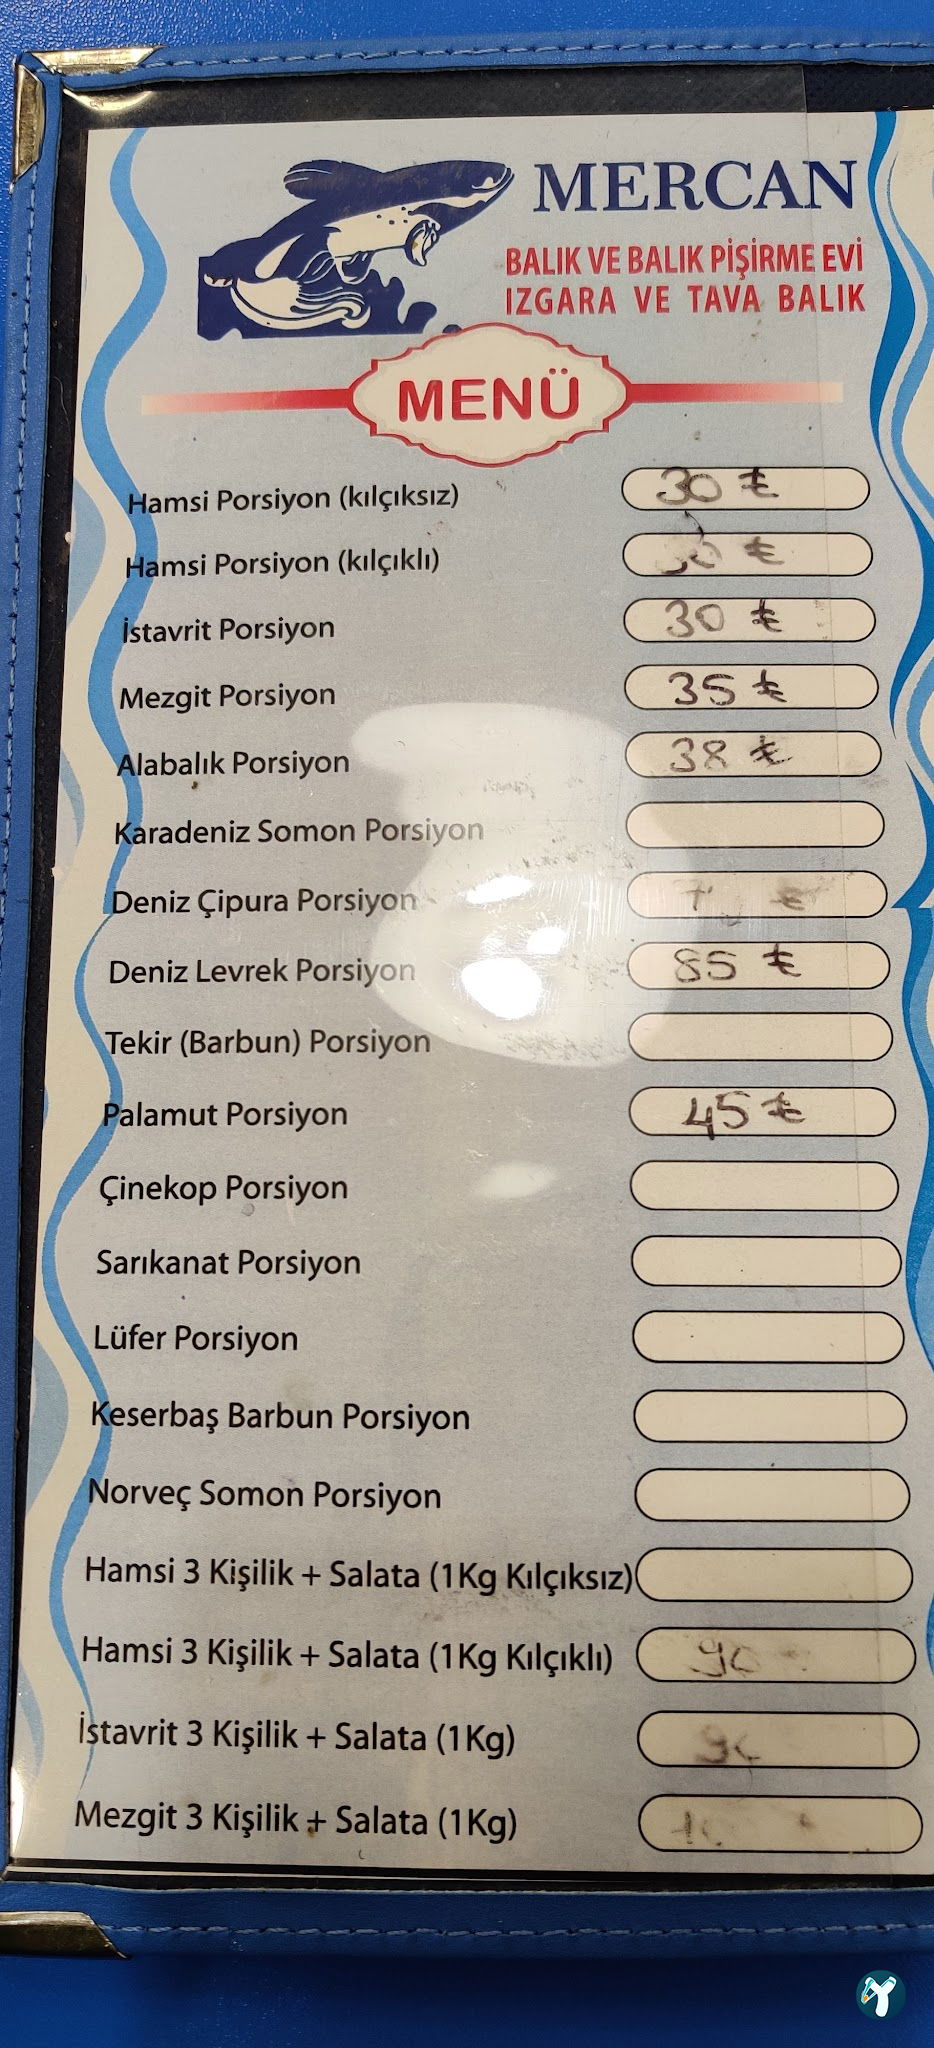 MERCAN
BALIK VE BALIK PİŞİRME EVİ
IZGARA VE TAVA BALIK
MENÜ
Hamsi Porsiyon (kılçıksız) 30 ₺
Hamsi Porsiyon (kılçıklı) ₺
İstavrit Porsiyon 30 ₺
Mezgit Porsiyon 35 ₺
Alabalık Porsiyon 38 ₺
Karadeniz Somon Porsiyon
Deniz Çipura Porsiyon ₺
Deniz Levrek Porsiyon 85 ₺
Tekir (Barbun) Porsiyon
Palamut Porsiyon 45 ₺
Çinekop Porsiyon
Sarıkanat Porsiyon
Lüfer Porsiyon
Keserbaş Barbun Porsiyon
Norveç Somon Porsiyon
Hamsi 3 Kişilik + Salata (1Kg Kılçıksız)
Hamsi 3 Kişilik + Salata (1Kg Kılçıklı) 90
İstavrit 3 Kişilik + Salata (1Kg)
Mezgit 3 Kişilik + Salata (1Kg)